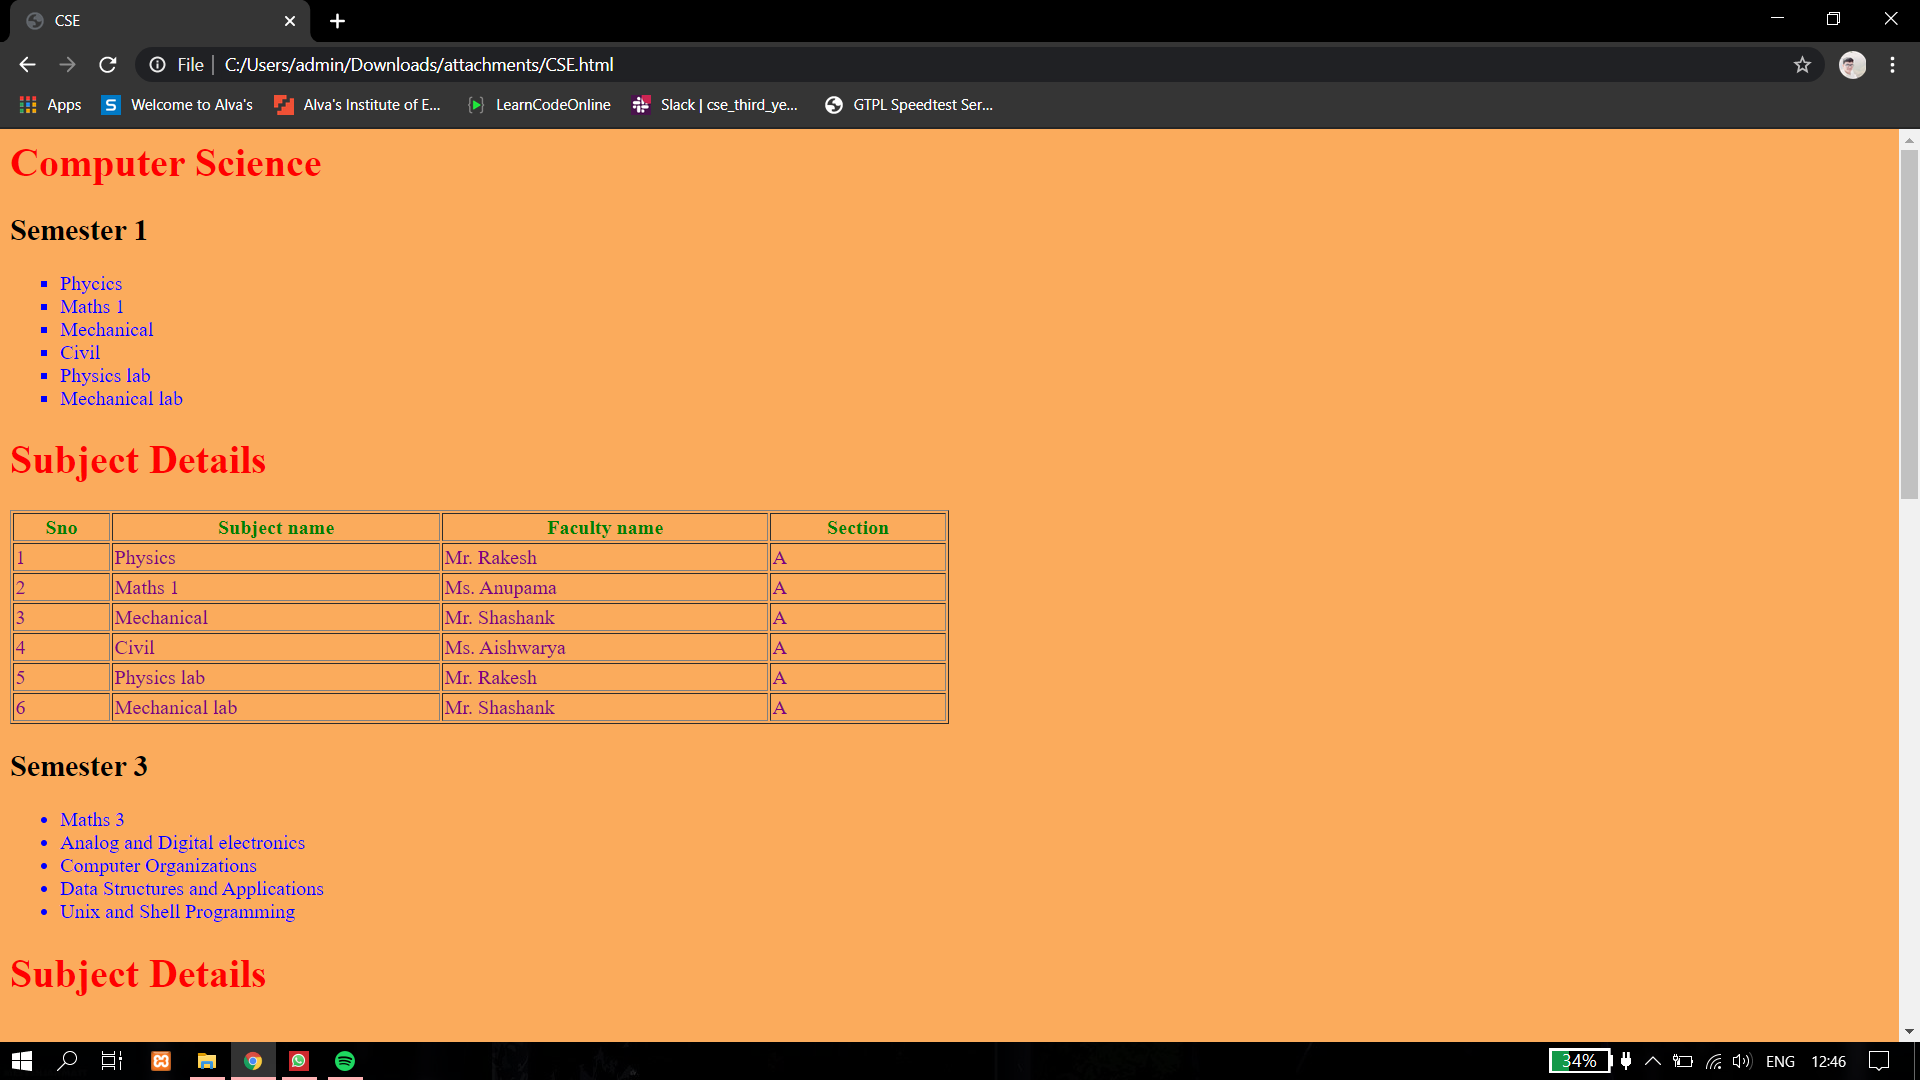 CSE
File | C:/Users/admin/Downloads/attachments/CSE.html
Apps Welcome to Alva's Alva's Institute of E... LearnCodeOnline Slack | cse_third_ye... GTPL Speedtest Ser...
Computer Science
Semester 1
Phycics
Maths 1
Mechanical
Civil
Physics lab
Mechanical lab
Subject Details
Sno Subject name Faculty name Section
1 Physics Mr. Rakesh A
2 Maths 1 Ms. Anupama A
3 Mechanical Mr. Shashank A
4 Civil Ms. Aishwarya A
5 Physics lab Mr. Rakesh A
6 Mechanical lab Mr. Shashank A
Semester 3
Maths 3
Analog and Digital electronics
Computer Organizations
Data Structures and Applications
Unix and Shell Programming
Subject Details
34% ENG 12:46